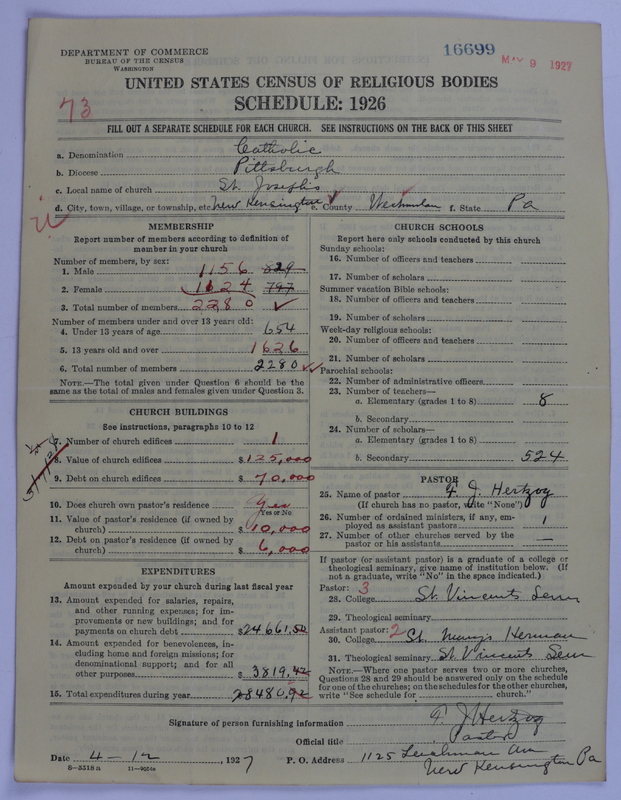 DEPARTMENT OF COMMERCE
BUREAU OF THE CENSUS
WASHINGTON
16699
MAY 9 1927
UNITED STATES CENSUS OF RELIGIOUS BODIES
SCHEDULE: 1926
73
FILL OUT A SEPARATE SCHEDULE FOR EACH CHURCH. SEE INSTRUCTIONS ON THE BACK OF THIS SHEET
a. Denomination Catholic
b. Diocese Pittsburgh
c. Local name of church St. Joseph's
d. City, town, village, or township, etc. New Kensington e. County f. State Pa
MEMBERSHIP
Report number of members according to definition of
member in your church
Number of members, by sex:
1. Male 1156 829
2. Female 1124 797
3. Total number of members 2280
Number of members under and over 13 years old:
4. Under 13 years of age 654
5. 13 years old and over 1626
6. Total number of members 2280
NOTE.—The total given under Question 6 should be the
same as the total of males and females given under Question 3.
CHURCH BUILDINGS
See instructions, paragraphs 10 to 12
7. Number of church edifices 1
8. Value of church edifices $125,000
9. Debt on church edifices $70,000
10. Does church own pastor's residence Yes
Yes or No
11. Value of pastor's residence (if owned by
church) $10,000
12. Debt on pastor's residence (if owned by
church) $6,000
EXPENDITURES
Amount expended by your church during last fiscal year
13. Amount expended for salaries, repairs,
and other running expenses; for im-
provements or new buildings; and for
payments on church debt $24661.50
14. Amount expended for benevolences, in-
cluding home and foreign missions; for
denominational support; and for all
other purposes $3819.42
15. Total expenditures during year 28480.92
CHURCH SCHOOLS
Report here only schools conducted by this church
Sunday schools:
16. Number of officers and teachers
17. Number of scholars
Summer vacation Bible schools:
18. Number of officers and teachers
19. Number of scholars
Week-day religious schools:
20. Number of officers and teachers
21. Number of scholars
Parochial schools:
22. Number of administrative officers
23. Number of teachers—
a. Elementary (grades 1 to 8) 8
b. Secondary
24. Number of scholars—
a. Elementary (grades 1 to 8)
b. Secondary 524
PASTOR
25. Name of pastor F. J. Hertzog
(If church has no pastor, write "None")
26. Number of ordained ministers, if any, em-
ployed as assistant pastors 1
27. Number of other churches served by the
pastor or his assistants —
If pastor (or assistant pastor) is a graduate of a college or
theological seminary, give name of institution below. (If
not a graduate, write "No" in the space indicated.)
Pastor: 3
28. College St. Vincents Sem
29. Theological seminary
Assistant pastor: 2
30. College St. Marys Herman
31. Theological seminary St. Vincents Sem
NOTE.—Where one pastor serves two or more churches,
Questions 28 and 29 should be answered only on the schedule
for one of the churches; on the schedules for the other churches,
write "See schedule for church."
Signature of person furnishing information F. J. Hertzog
Official title Pastor
Date 4-12, 1927 P. O. Address 1125 Av
New Kensington Pa
8—5518 a